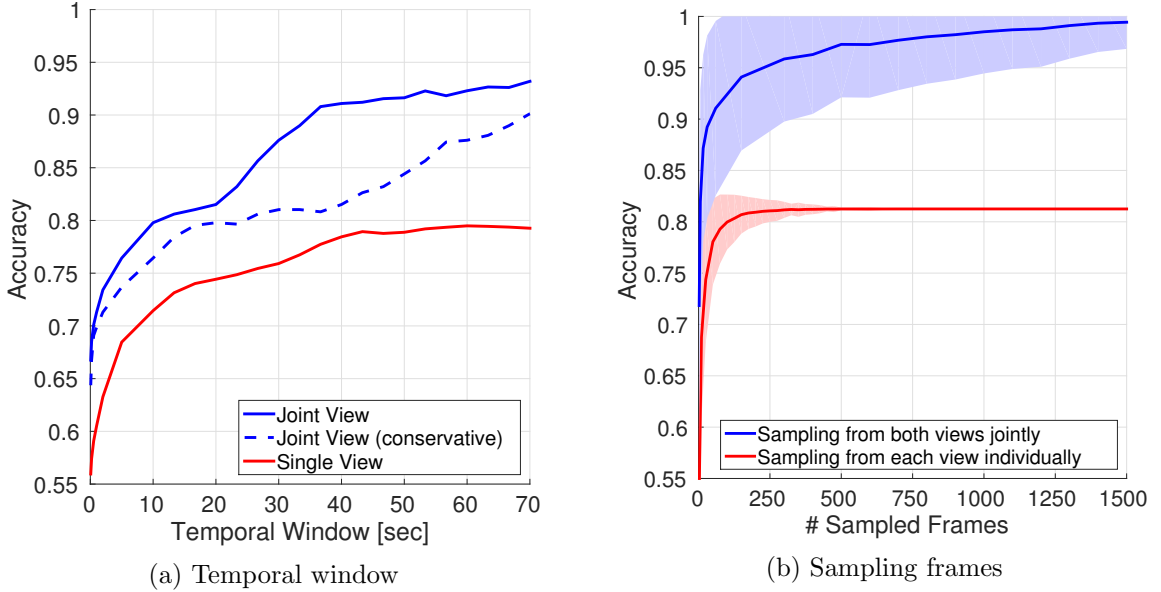 1
0.95
0.9
0.85
0.8
0.75
0.7
0.65
0.6
0.55
Accuracy
0 10 20 30 40 50 60 70
Temporal Window [sec]
Joint View
Joint View (conservative)
Single View
(a) Temporal window
1
0.95
0.9
0.85
0.8
0.75
0.7
0.65
0.6
0.55
Accuracy
0 250 500 750 1000 1250 1500
# Sampled Frames
Sampling from both views jointly
Sampling from each view individually
(b) Sampling frames